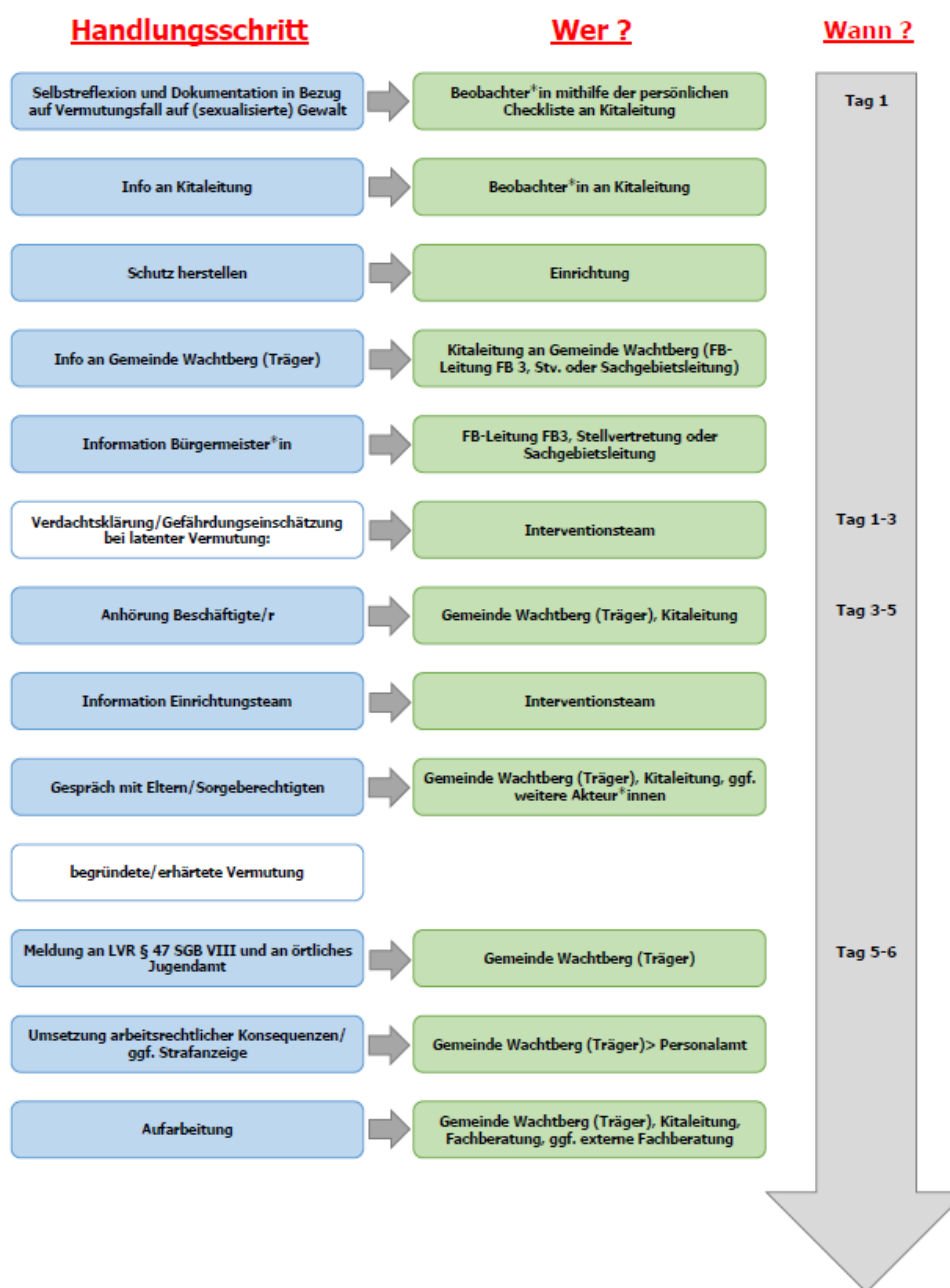 Handlungsschritt
Wer ?
Wann ?
Selbstreflexion und Dokumentation in Bezug
auf Vermutungsfall auf (sexualisierte) Gewalt
Beobachter*in mithilfe der persönlichen
Checkliste an Kitaleitung
Tag 1
Info an Kitaleitung
Beobachter*in an Kitaleitung
Schutz herstellen
Einrichtung
Info an Gemeinde Wachtberg (Träger)
Kitaleitung an Gemeinde Wachtberg (FB-
Leitung FB 3, Stv. oder Sachgebietsleitung)
Information Bürgermeister*in
FB-Leitung FB3, Stellvertretung oder
Sachgebietsleitung
Verdachtsklärung/Gefährdungseinschätzung
bei latenter Vermutung:
Interventionsteam
Tag 1-3
Anhörung Beschäftigte/r
Gemeinde Wachtberg (Träger), Kitaleitung
Tag 3-5
Information Einrichtungsteam
Interventionsteam
Gespräch mit Eltern/Sorgeberechtigten
Gemeinde Wachtberg (Träger), Kitaleitung, ggf.
weitere Akteur*innen
begründete/erhärtete Vermutung
Meldung an LVR § 47 SGB VIII und an örtliches
Jugendamt
Gemeinde Wachtberg (Träger)
Tag 5-6
Umsetzung arbeitsrechtlicher Konsequenzen/
ggf. Strafanzeige
Gemeinde Wachtberg (Träger)> Personalamt
Aufarbeitung
Gemeinde Wachtberg (Träger), Kitaleitung,
Fachberatung, ggf. externe Fachberatung